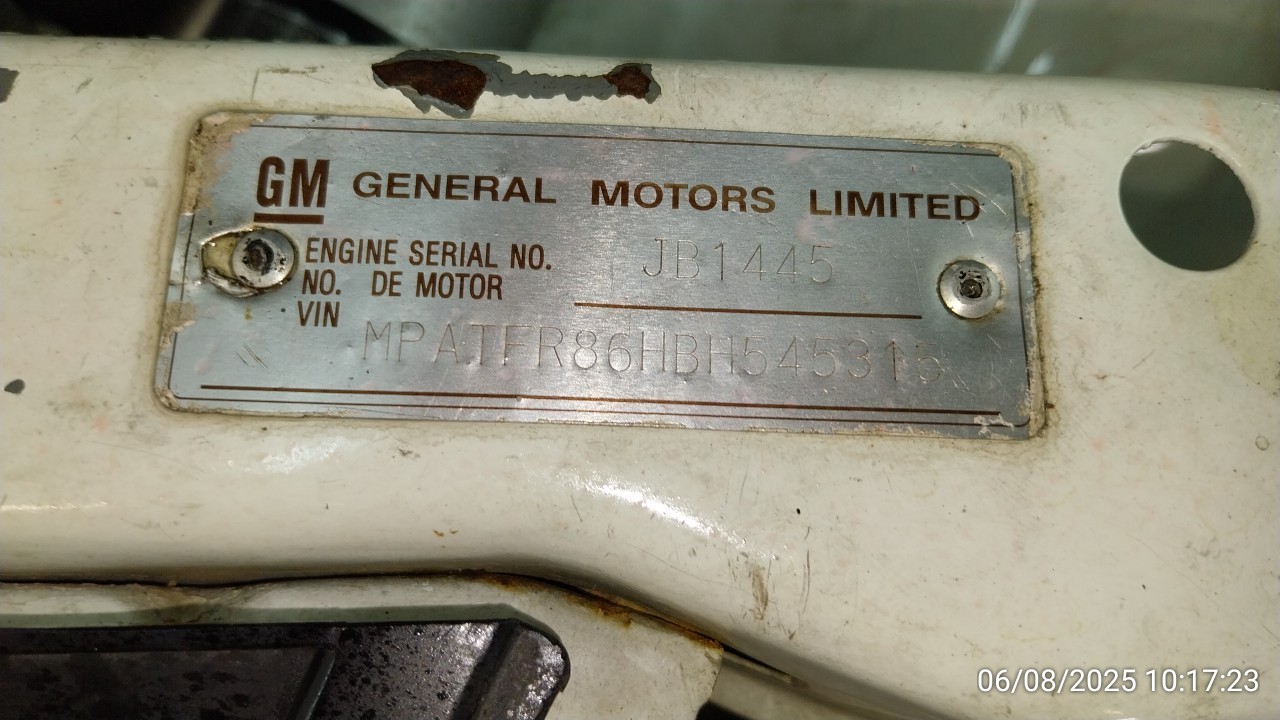 GM GENERAL MOTORS LIMITED
ENGINE SERIAL NO. JB1445
NO. DE MOTOR
VIN MPATFR86HBH545315
06/08/2025 10:17:23